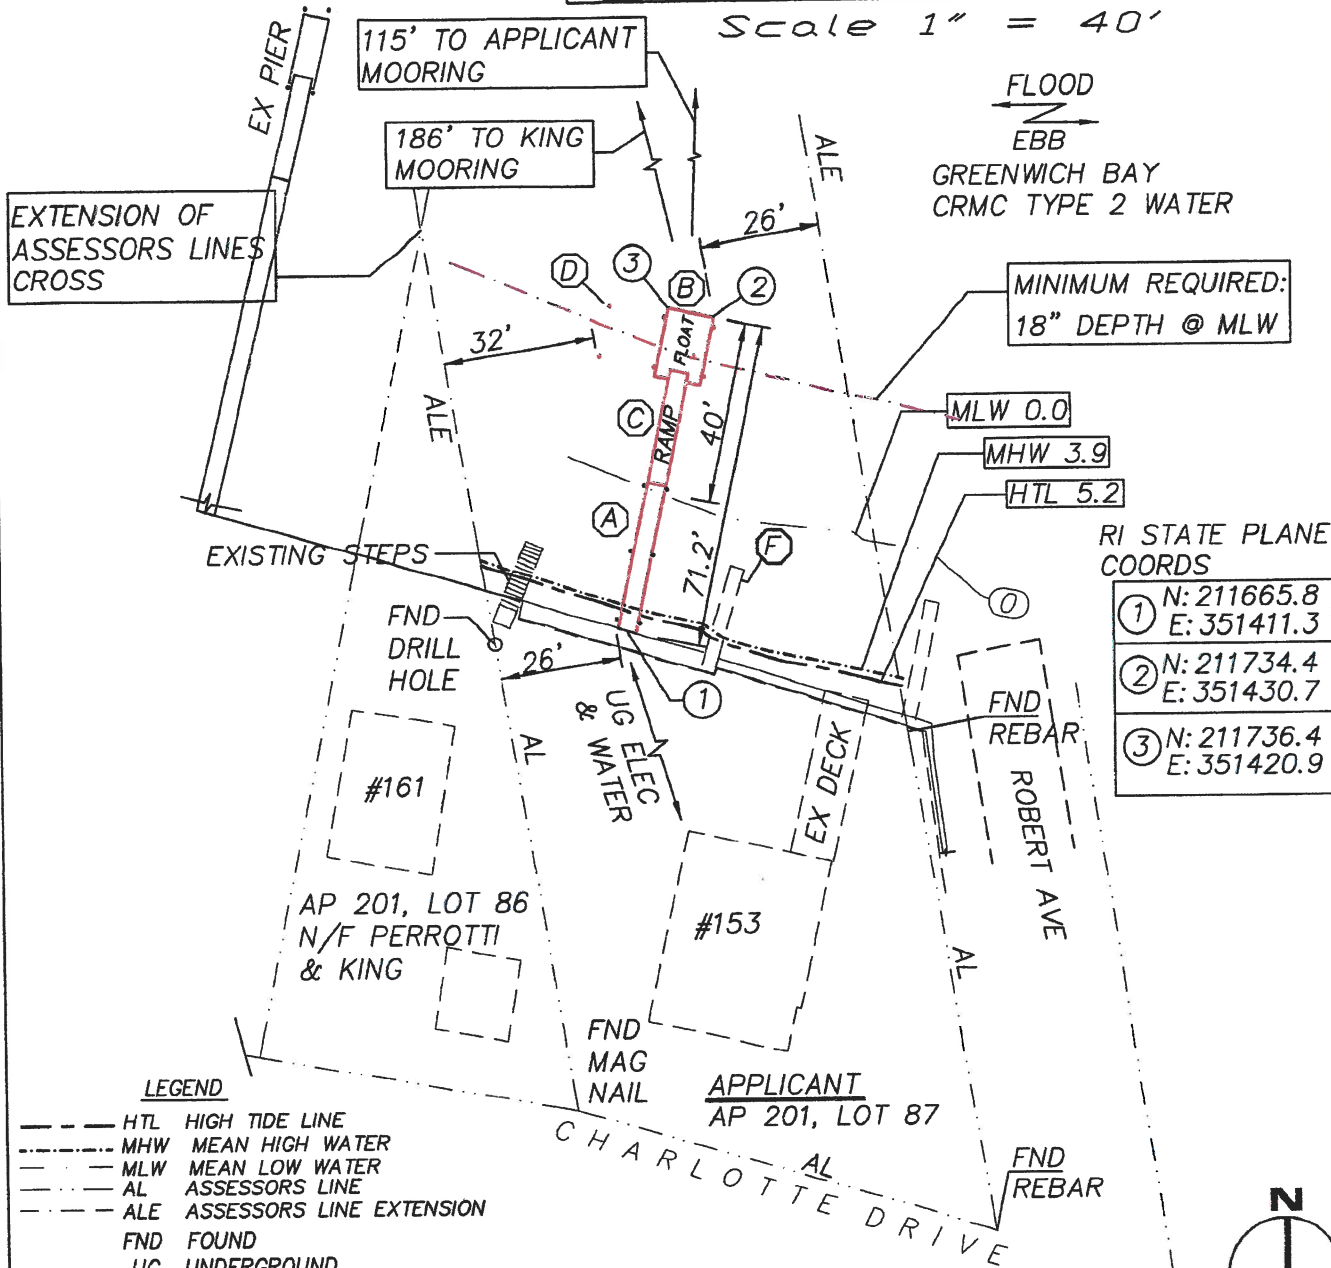 Scale 1" = 40'
EX PIER
115' TO APPLICANT
MOORING
186' TO KING
MOORING
EXTENSION OF
ASSESSORS LINES
CROSS
ALE
FLOOD
EBB
GREENWICH BAY
CRMC TYPE 2 WATER
26'
D
3
B
2
MINIMUM REQUIRED:
18" DEPTH @ MLW
32'
FLOAT
ALE
C
RAMP
40'
MLW 0.0
MHW 3.9
HTL 5.2
A
71.2'
F
EXISTING STEPS
O
RI STATE PLANE
COORDS
1 N: 211665.8
E: 351411.3
2 N: 211734.4
E: 351430.7
3 N: 211736.4
E: 351420.9
FND
DRILL
HOLE
26'
1
UG ELEC
& WATER
FND
REBAR
AL
EX DECK
ROBERT AVE
#161
#153
AP 201, LOT 86
N/F PERROTTI
& KING
AL
FND
MAG
NAIL
APPLICANT
AP 201, LOT 87
CHARLOTTE DRIVE
AL
FND
REBAR
N
LEGEND
HTL HIGH TIDE LINE
MHW MEAN HIGH WATER
MLW MEAN LOW WATER
AL ASSESSORS LINE
ALE ASSESSORS LINE EXTENSION
FND FOUND
UG UNDERGROUND